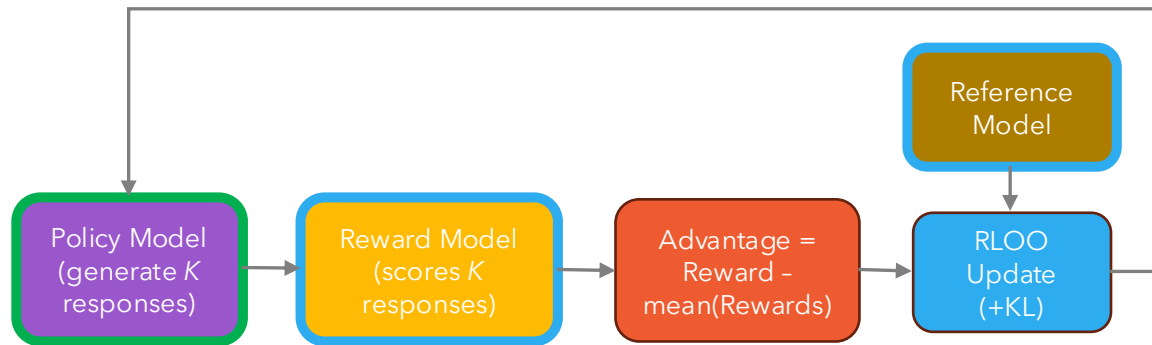 Reference
Model
Policy Model
(generate K
responses)
Reward Model
(scores K
responses)
Advantage =
Reward –
mean(Rewards)
RLOO
Update
(+KL)